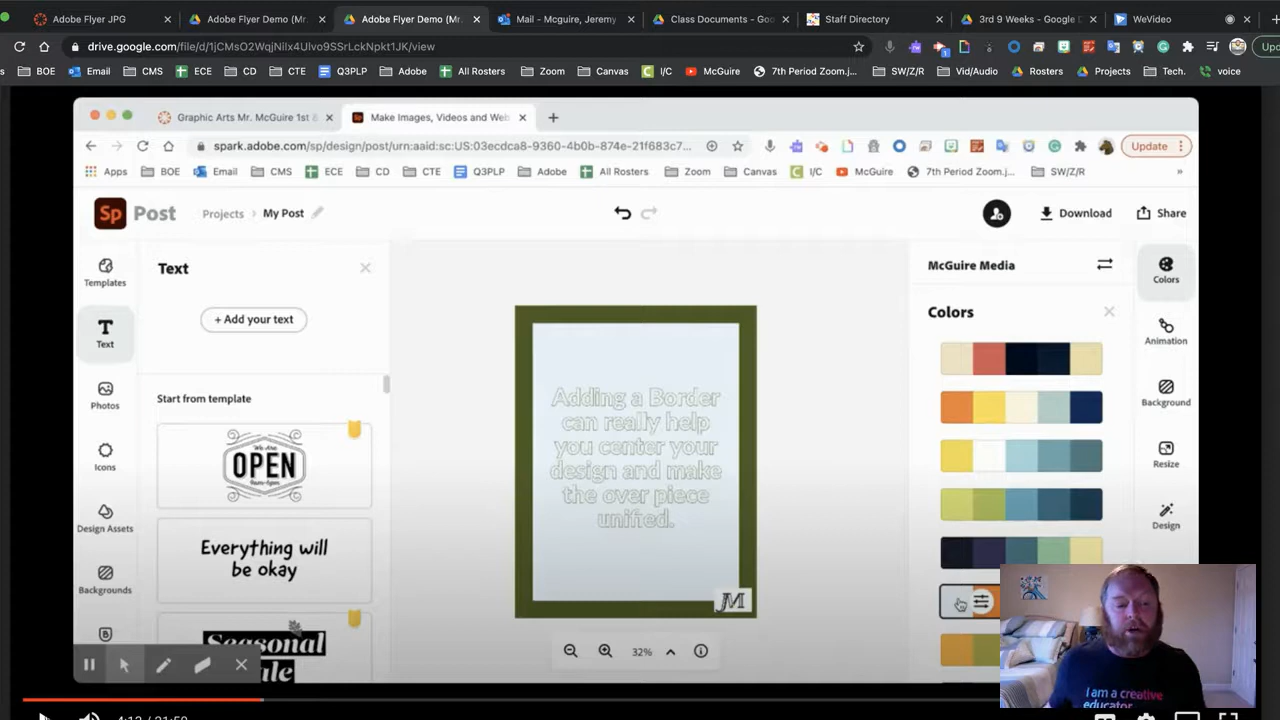 Adobe Flyer JPG
Adobe Flyer Demo (Mr.
Adobe Flyer Demo (Mr.
Mail - Mcguire, Jeremy
Class Documents - Goo
Staff Directory
3rd 9 Weeks - Google D
WeVideo
drive.google.com/file/d/1jCMsO2WqjNiIx4UIvo9SSrLckNpkt1JK/view
Upd
BOE
Email
CMS
ECE
CD
CTE
Q3PLP
Adobe
All Rosters
Zoom
Canvas
I/C
McGuire
7th Period Zoom.j...
SW/Z/R
Vid/Audio
Rosters
Projects
Tech.
voice
Graphic Arts Mr. McGuire 1st &
Make Images, Videos and Web
spark.adobe.com/sp/design/post/urn:aaid:sc:US:03ecdca8-9360-4b0b-874e-21f683c7...
Update
Apps
BOE
Email
CMS
ECE
CD
CTE
Q3PLP
Adobe
All Rosters
Zoom
Canvas
I/C
McGuire
7th Period Zoom.j...
SW/Z/R
»
Sp Post
Projects > My Post
Download
Share
Templates
Text
Photos
Icons
Design Assets
Backgrounds
Text
+ Add your text
Start from template
We Are
OPEN
Everything will
be okay
Seasonal
ale
Adding a Border
can really help
you center your
design and make
the over piece
unified.
JM
32%
McGuire Media
Colors
Colors
Animation
Background
Resize
Design
I am a creative
educator
4:12 / 21:50